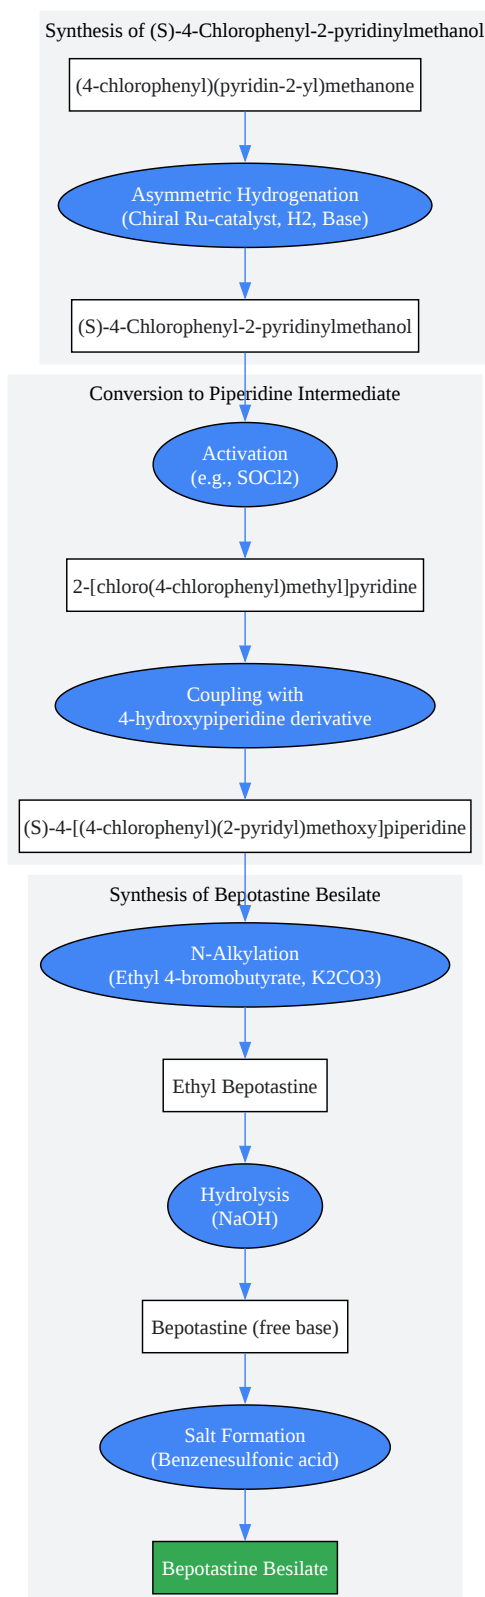 Synthesis of (S)-4-Chlorophenyl-2-pyridinylmethanol
(4-chlorophenyl)(pyridin-2-yl)methanone
Asymmetric Hydrogenation
(Chiral Ru-catalyst, H2, Base)
(S)-4-Chlorophenyl-2-pyridinylmethanol
Conversion to Piperidine Intermediate
Activation
(e.g., SOCl2)
2-[chloro(4-chlorophenyl)methyl]pyridine
Coupling with
4-hydroxypiperidine derivative
(S)-4-[(4-chlorophenyl)(2-pyridyl)methoxy]piperidine
Synthesis of Bepotastine Besilate
N-Alkylation
(Ethyl 4-bromobutyrate, K2CO3)
Ethyl Bepotastine
Hydrolysis
(NaOH)
Bepotastine (free base)
Salt Formation
(Benzenesulfonic acid)
Bepotastine Besilate